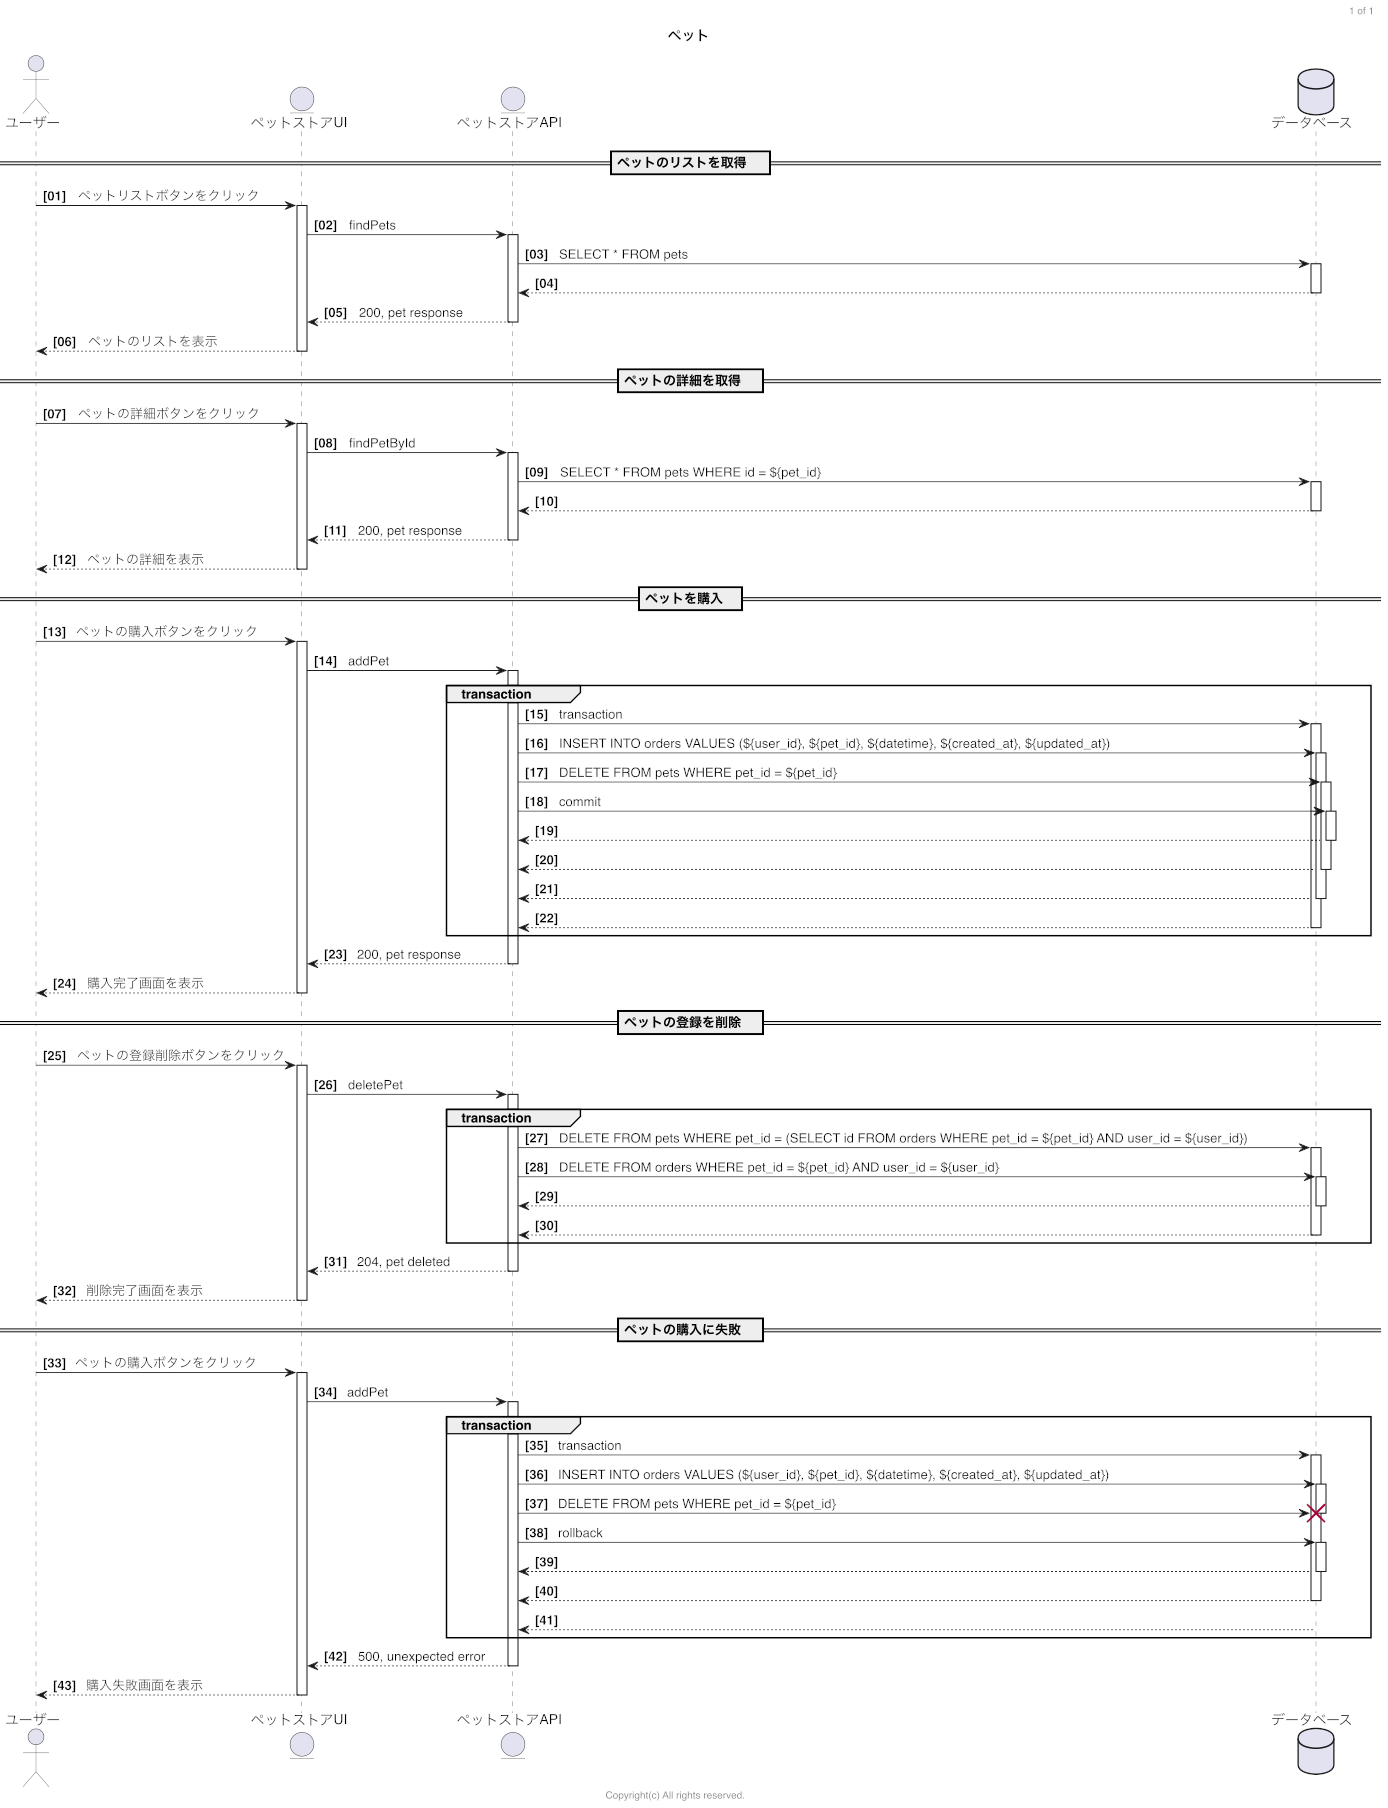 1 of 1
ペット
ユーザー ペットストアUI ペットストアAPI データベース
ペットのリストを取得
[01] ペットリストボタンをクリック
[02] findPets
[03] SELECT * FROM pets
[04]
[05] 200, pet response
[06] ペットのリストを表示
ペットの詳細を取得
[07] ペットの詳細ボタンをクリック
[08] findPetById
[09] SELECT * FROM pets WHERE id = ${pet_id}
[10]
[11] 200, pet response
[12] ペットの詳細を表示
ペットを購入
[13] ペットの購入ボタンをクリック
[14] addPet
transaction
[15] transaction
[16] INSERT INTO orders VALUES (${user_id}, ${pet_id}, ${datetime}, ${created_at}, ${updated_at})
[17] DELETE FROM pets WHERE pet_id = ${pet_id}
[18] commit
[19]
[20]
[21]
[22]
[23] 200, pet response
[24] 購入完了画面を表示
ペットの登録を削除
[25] ペットの登録削除ボタンをクリック
[26] deletePet
transaction
[27] DELETE FROM pets WHERE pet_id = (SELECT id FROM orders WHERE pet_id = ${pet_id} AND user_id = ${user_id})
[28] DELETE FROM orders WHERE pet_id = ${pet_id} AND user_id = ${user_id}
[29]
[30]
[31] 204, pet deleted
[32] 削除完了画面を表示
ペットの購入に失敗
[33] ペットの購入ボタンをクリック
[34] addPet
transaction
[35] transaction
[36] INSERT INTO orders VALUES (${user_id}, ${pet_id}, ${datetime}, ${created_at}, ${updated_at})
[37] DELETE FROM pets WHERE pet_id = ${pet_id}
[38] rollback
[39]
[40]
[41]
[42] 500, unexpected error
[43] 購入失敗画面を表示
ユーザー ペットストアUI ペットストアAPI データベース
Copyright(c) All rights reserved.